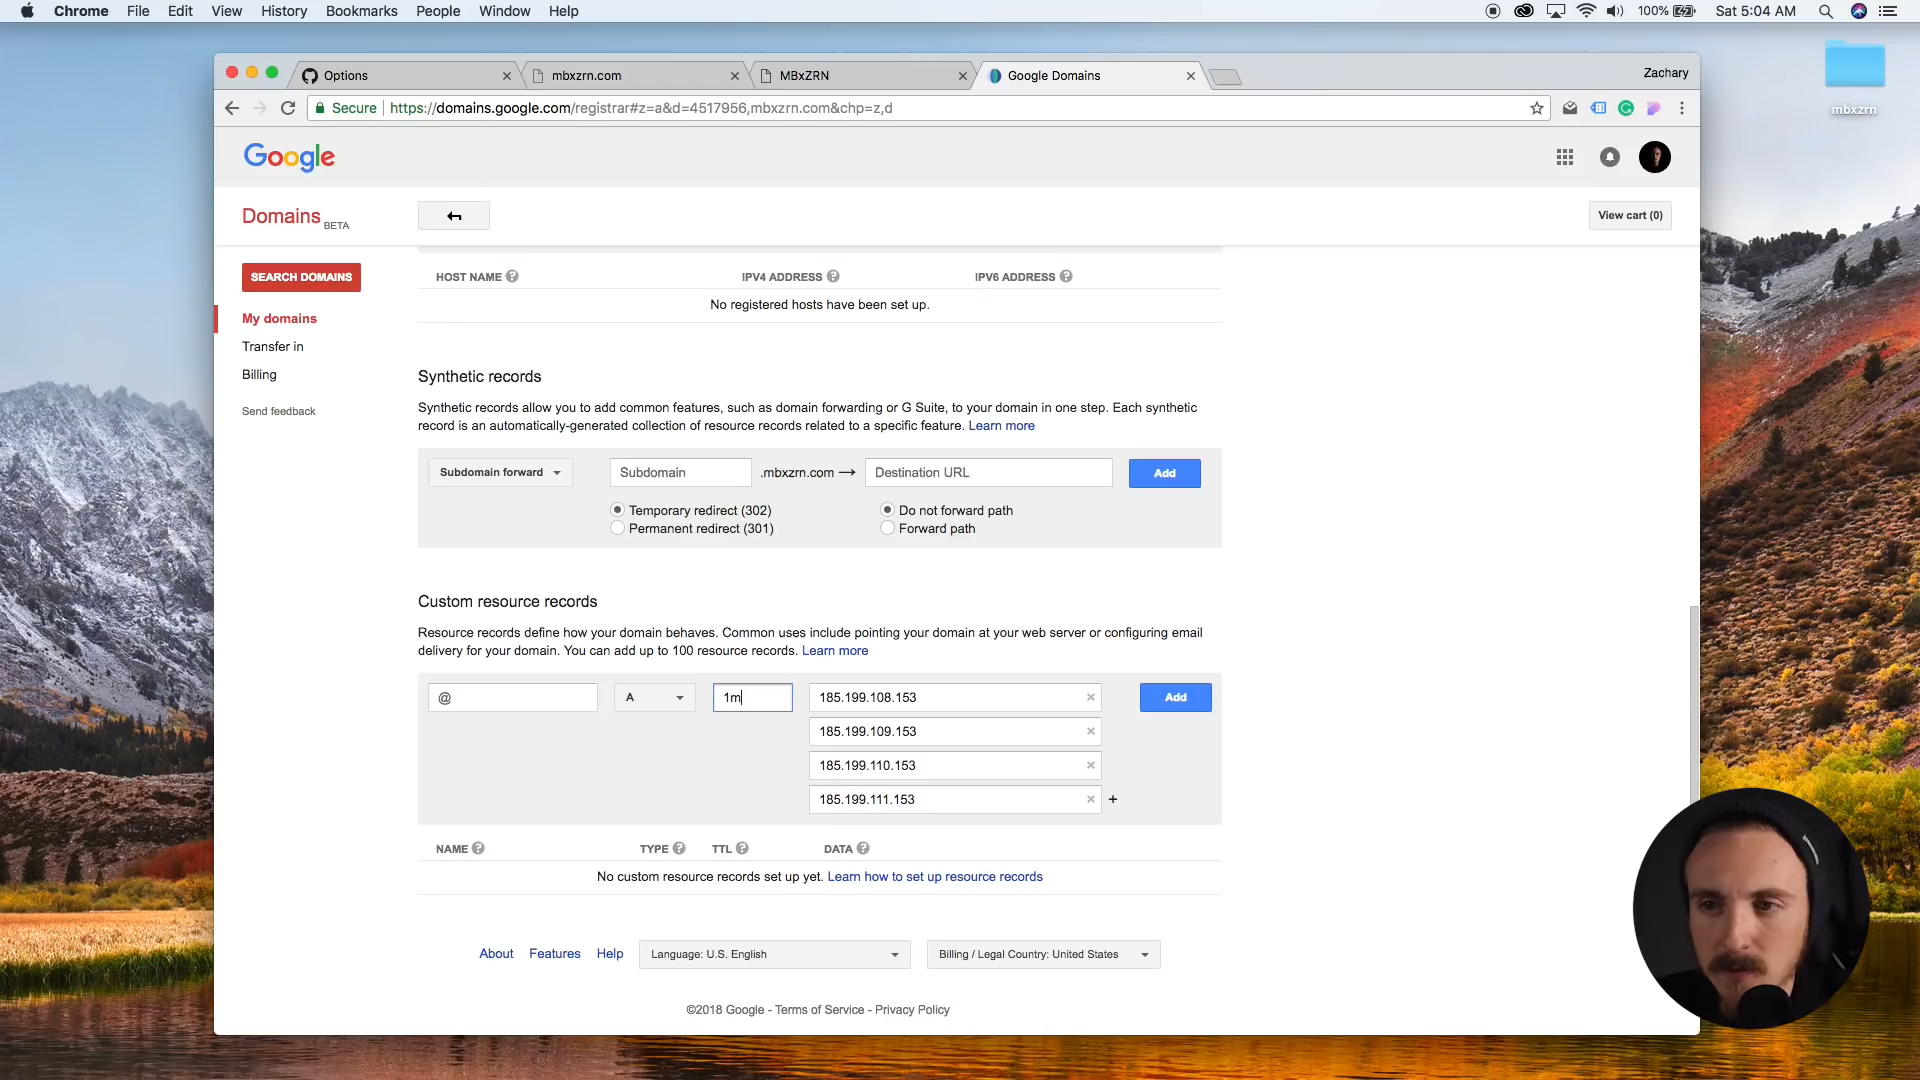 Chrome File Edit View History Bookmarks People Window Help 100% Sat 5:04 AM
mbxzrn
Options mbxzrn.com MBxZRN Google Domains Zachary
Secure https://domains.google.com/registrar#z=a&d=4517956,mbxzrn.com&chp=z,d
Google
Domains BETA
View cart (0)
SEARCH DOMAINS
My domains
Transfer in
Billing
Send feedback
HOST NAME ? IPV4 ADDRESS ? IPV6 ADDRESS ?
No registered hosts have been set up.
Synthetic records
Synthetic records allow you to add common features, such as domain forwarding or G Suite, to your domain in one step. Each synthetic
record is an automatically-generated collection of resource records related to a specific feature. Learn more
Subdomain forward Subdomain .mbxzrn.com Destination URL Add
Temporary redirect (302) Do not forward path
Permanent redirect (301) Forward path
Custom resource records
Resource records define how your domain behaves. Common uses include pointing your domain at your web server or configuring email
delivery for your domain. You can add up to 100 resource records. Learn more
@ A 1m 185.199.108.153 Add
185.199.109.153
185.199.110.153
185.199.111.153 +
NAME ? TYPE ? TTL ? DATA ?
No custom resource records set up yet. Learn how to set up resource records
About Features Help Language: U.S. English Billing / Legal Country: United States
©2018 Google - Terms of Service - Privacy Policy